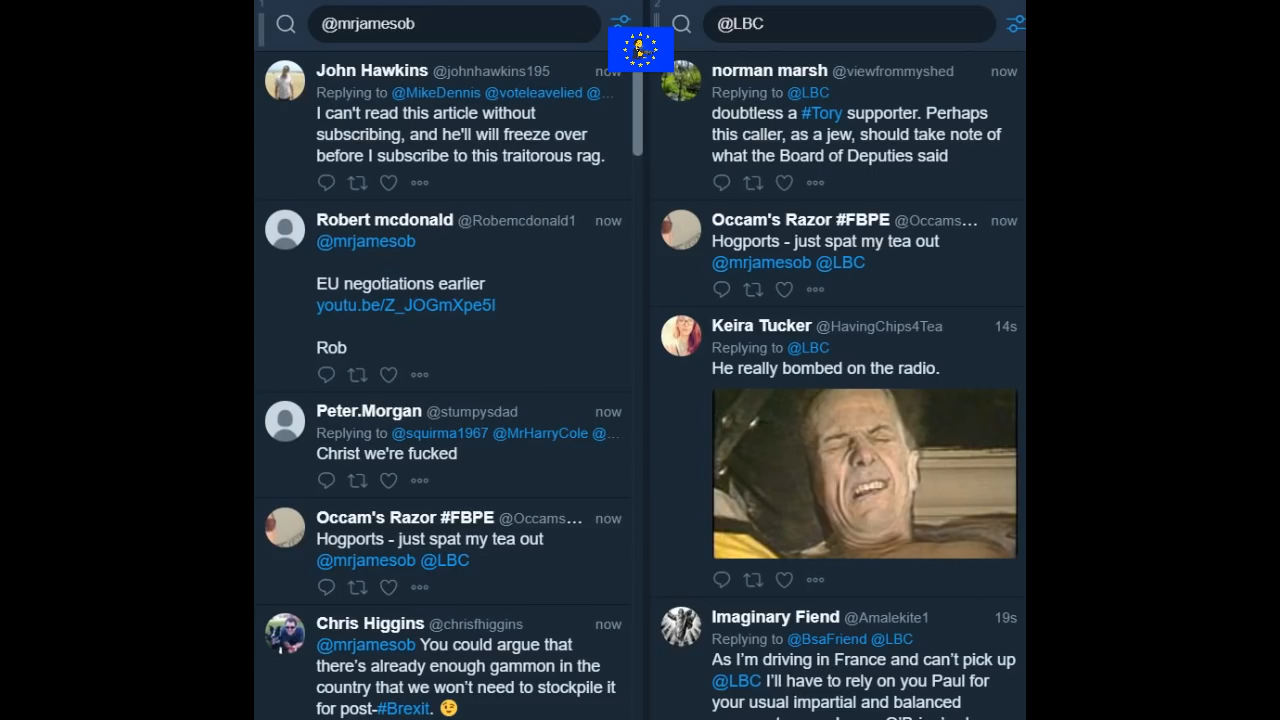 1
@mrjamesob
John Hawkins @johnhawkins195 now
Replying to @MikeDennis @voteleavelied @...
I can't read this article without
subscribing, and he'll will freeze over
before I subscribe to this traitorous rag.
Robert mcdonald @Robemcdonald1 now
@mrjamesob
EU negotiations earlier
youtu.be/Z_JOGmXpe5I
Rob
Peter.Morgan @stumpysdad now
Replying to @squirma1967 @MrHarryCole @...
Christ we're fucked
Occam's Razor #FBPE @Occams... now
Hogports - just spat my tea out
@mrjamesob @LBC
Chris Higgins @chrisfhiggins now
@mrjamesob You could argue that
there's already enough gammon in the
country that we won't need to stockpile it
for post-#Brexit. 😉
2
@LBC
norman marsh @viewfrommyshed now
Replying to @LBC
doubtless a #Tory supporter. Perhaps
this caller, as a jew, should take note of
what the Board of Deputies said
Occam's Razor #FBPE @Occams... now
Hogports - just spat my tea out
@mrjamesob @LBC
Keira Tucker @HavingChips4Tea 14s
Replying to @LBC
He really bombed on the radio.
Imaginary Fiend @Amalekite1 19s
Replying to @BsaFriend @LBC
As I'm driving in France and can't pick up
@LBC I'll have to rely on you Paul for
your usual impartial and balanced